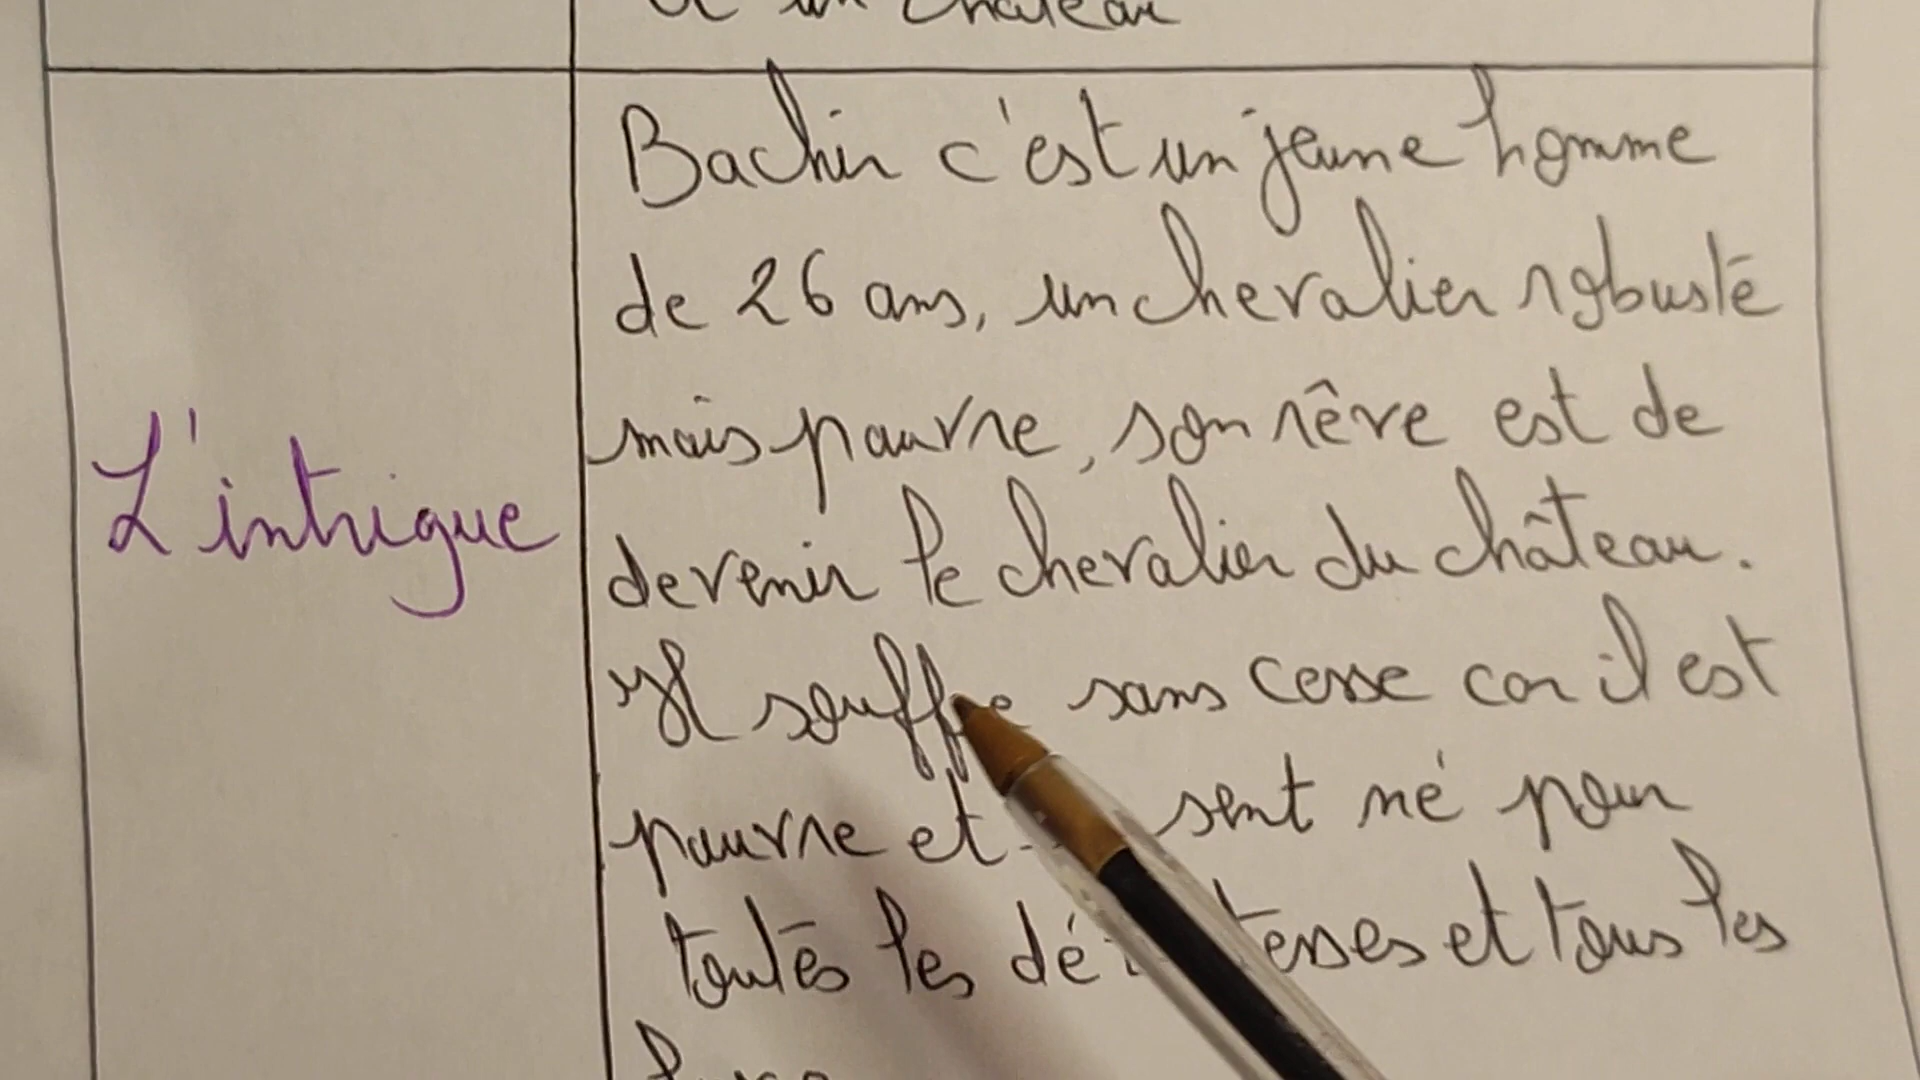 un château
L'intrigue
Bachir c'est un jeune homme
de 26 ans, un chevalier robuste
mais pauvre, son rêve est de
devenir le chevalier du château.
Il souffre sans cesse car il est
pauvre et sent né pour
toutes les et tous les